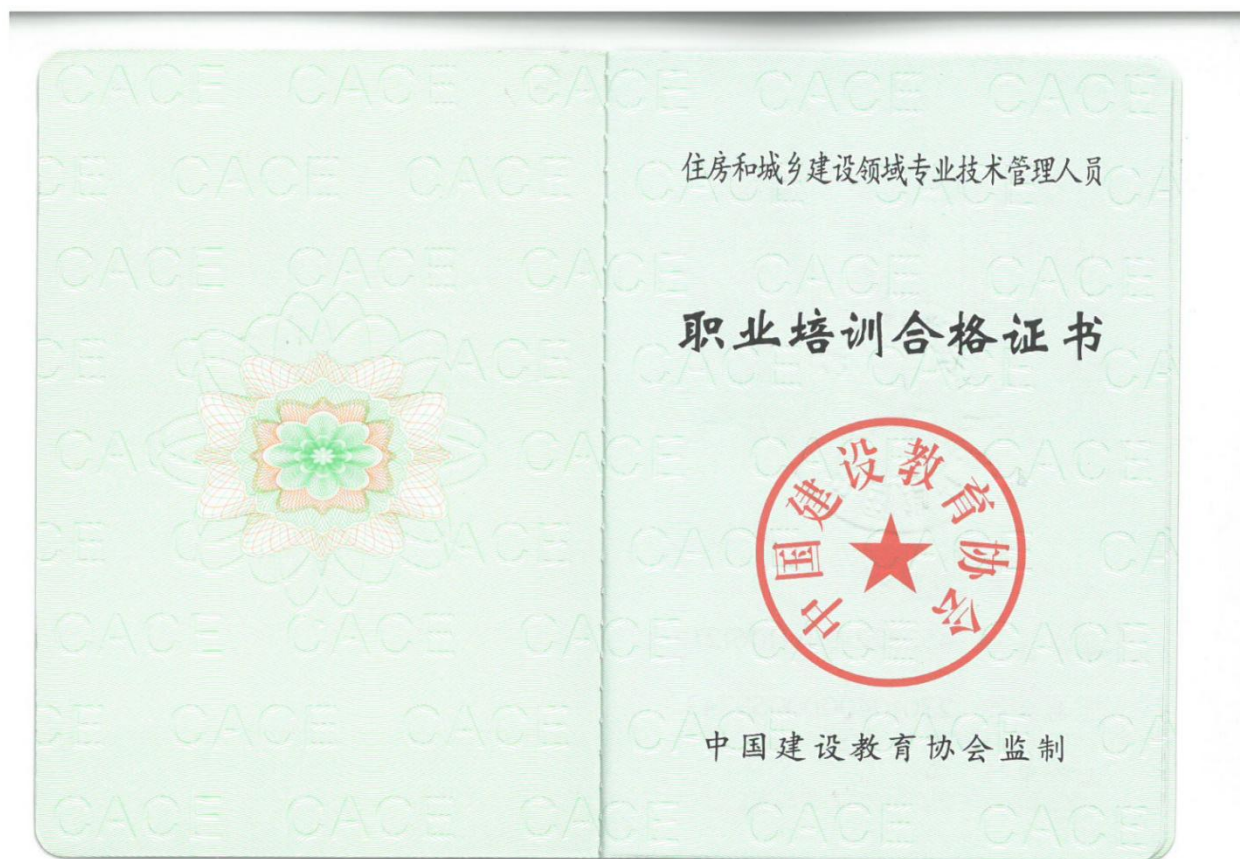 住房和城乡建设领域专业技术管理人员
职业培训合格证书
中国建设教育协会
中国建设教育协会监制
CACE